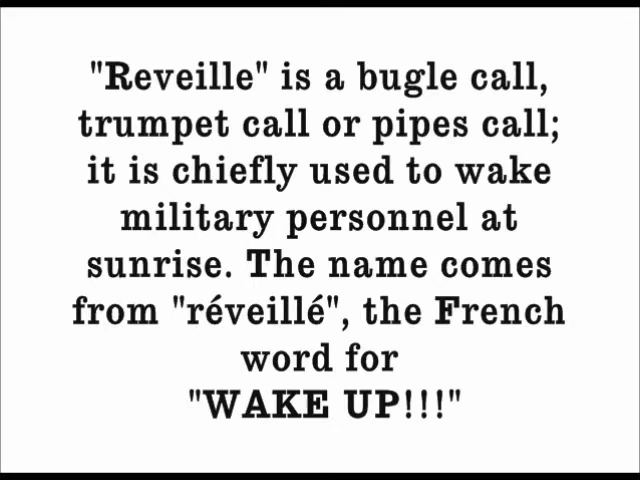 "Reveille" is a bugle call,
trumpet call or pipes call;
it is chiefly used to wake
military personnel at
sunrise. The name comes
from "réveillé", the French
word for
"WAKE UP!!!"